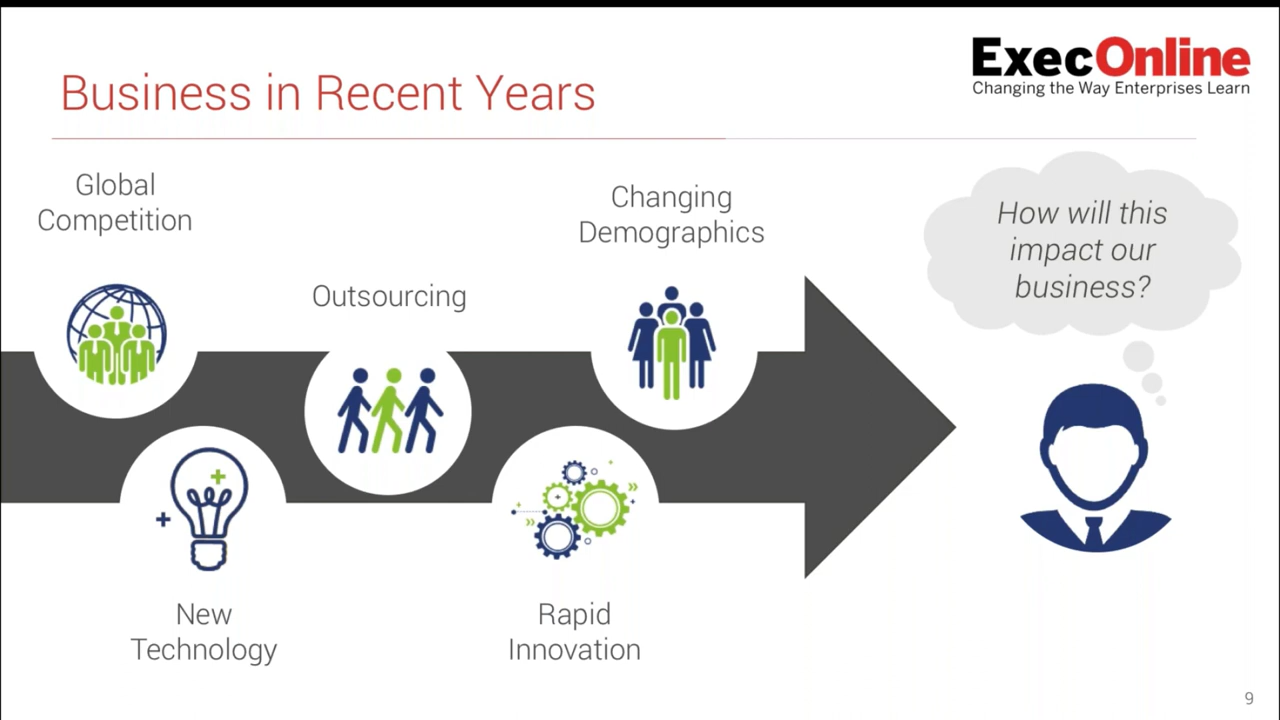 ExecOnline
Changing the Way Enterprises Learn
Business in Recent Years
Global
Competition
Changing
Demographics
How will this
impact our
business?
Outsourcing
New
Technology
Rapid
Innovation
9